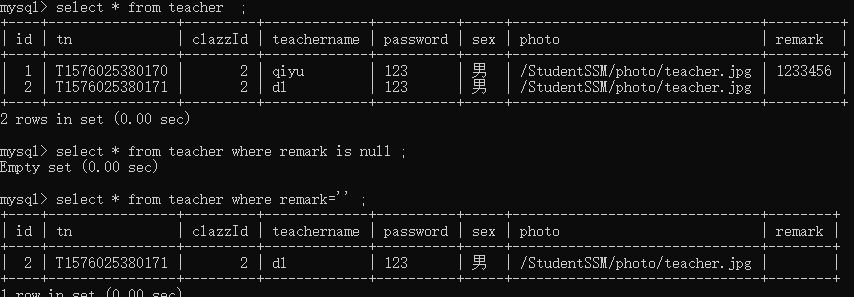 mysql> select * from teacher  ;
+----+----------------+---------+-------------+----------+-----+-------------------------------+---------+
| id | tn             | clazzId | teachername | password | sex | photo                         | remark  |
+----+----------------+---------+-------------+----------+-----+-------------------------------+---------+
|  1 | T1576025380170 |       2 | qiyu        | 123      | 男  | /StudentSSM/photo/teacher.jpg | 1233456 |
|  2 | T1576025380171 |       2 | d1          | 123      | 男  | /StudentSSM/photo/teacher.jpg |         |
+----+----------------+---------+-------------+----------+-----+-------------------------------+---------+
2 rows in set (0.00 sec)
mysql> select * from teacher where remark is null ;
Empty set (0.00 sec)
mysql> select * from teacher where remark='' ;
+----+----------------+---------+-------------+----------+-----+-------------------------------+--------+
| id | tn             | clazzId | teachername | password | sex | photo                         | remark |
+----+----------------+---------+-------------+----------+-----+-------------------------------+--------+
|  2 | T1576025380171 |       2 | d1          | 123      | 男  | /StudentSSM/photo/teacher.jpg |        |
+----+----------------+---------+-------------+----------+-----+-------------------------------+--------+
1 row in set (0.00 sec)